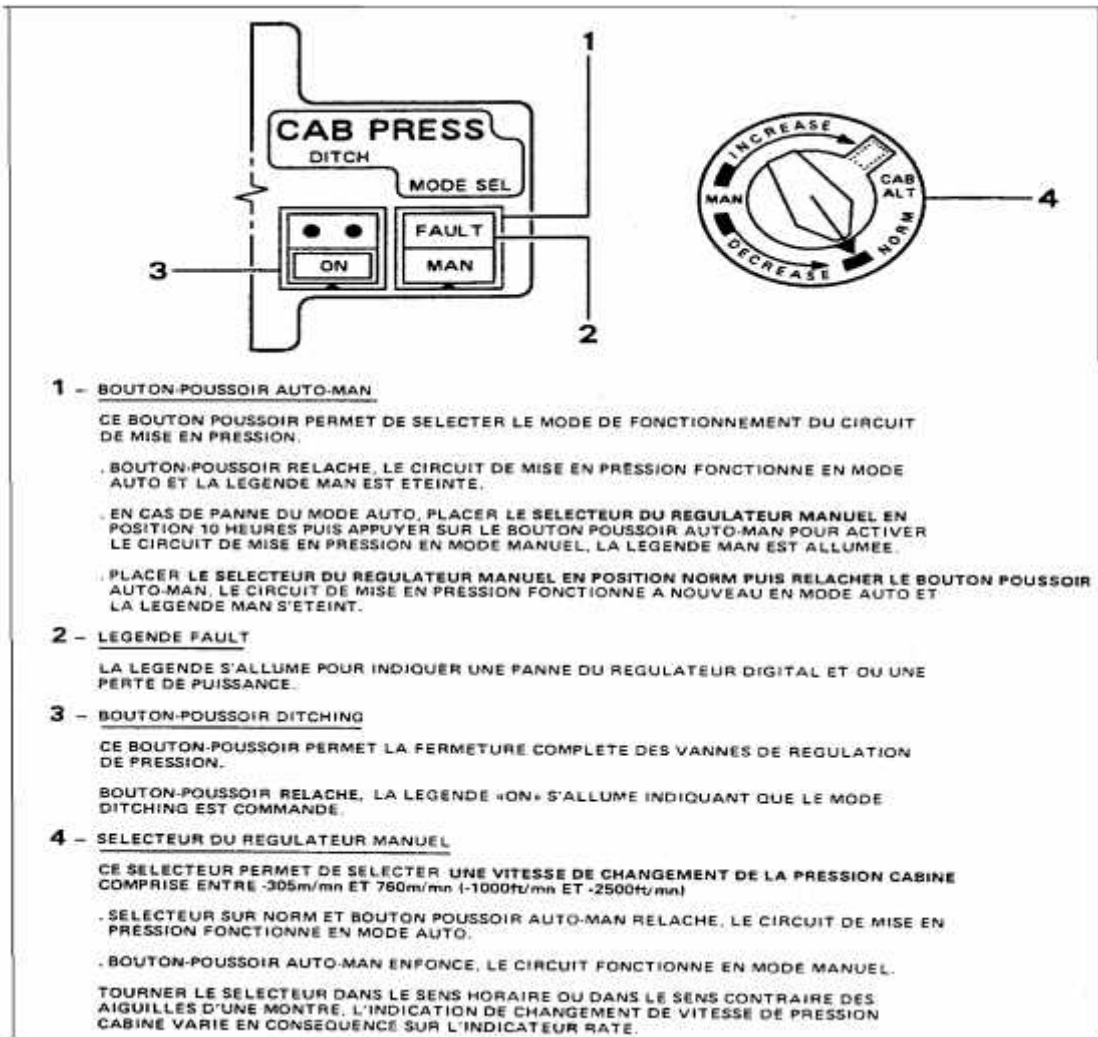 1
CAB PRESS
DITCH
MODE SEL
FAULT
ON
MAN
3
2
INCREASE
MAN
CAB
ALT
DECREASE
NORM
4
1 - BOUTON-POUSSOIR AUTO-MAN
CE BOUTON POUSSOIR PERMET DE SELECTER LE MODE DE FONCTIONNEMENT DU CIRCUIT
DE MISE EN PRESSION.
. BOUTON-POUSSOIR RELACHE, LE CIRCUIT DE MISE EN PRESSION FONCTIONNE EN MODE
AUTO ET LA LEGENDE MAN EST ETEINTE.
. EN CAS DE PANNE DU MODE AUTO, PLACER LE SELECTEUR DU REGULATEUR MANUEL EN
POSITION 10 HEURES PUIS APPUYER SUR LE BOUTON POUSSOIR AUTO-MAN POUR ACTIVER
LE CIRCUIT DE MISE EN PRESSION EN MODE MANUEL, LA LEGENDE MAN EST ALLUMEE.
. PLACER LE SELECTEUR DU REGULATEUR MANUEL EN POSITION NORM PUIS RELACHER LE BOUTON POUSSOIR
AUTO-MAN, LE CIRCUIT DE MISE EN PRESSION FONCTIONNE A NOUVEAU EN MODE AUTO ET
LA LEGENDE MAN S'ETEINT.
2 - LEGENDE FAULT
LA LEGENDE S'ALLUME POUR INDIQUER UNE PANNE DU REGULATEUR DIGITAL ET OU UNE
PERTE DE PUISSANCE.
3 - BOUTON-POUSSOIR DITCHING
CE BOUTON-POUSSOIR PERMET LA FERMETURE COMPLETE DES VANNES DE REGULATION
DE PRESSION.
BOUTON-POUSSOIR RELACHE, LA LEGENDE «ON» S'ALLUME INDIQUANT QUE LE MODE
DITCHING EST COMMANDE.
4 - SELECTEUR DU REGULATEUR MANUEL
CE SELECTEUR PERMET DE SELECTER UNE VITESSE DE CHANGEMENT DE LA PRESSION CABINE
COMPRISE ENTRE -305m/mn ET 760m/mn (-1000ft/mn ET -2500ft/mn)
. SELECTEUR SUR NORM ET BOUTON POUSSOIR AUTO-MAN RELACHE, LE CIRCUIT DE MISE EN
PRESSION FONCTIONNE EN MODE AUTO.
. BOUTON-POUSSOIR AUTO-MAN ENFONCE, LE CIRCUIT FONCTIONNE EN MODE MANUEL.
TOURNER LE SELECTEUR DANS LE SENS HORAIRE OU DANS LE SENS CONTRAIRE DES
AIGUILLES D'UNE MONTRE, L'INDICATION DE CHANGEMENT DE VITESSE DE PRESSION
CABINE VARIE EN CONSEQUENCE SUR L'INDICATEUR RATE.